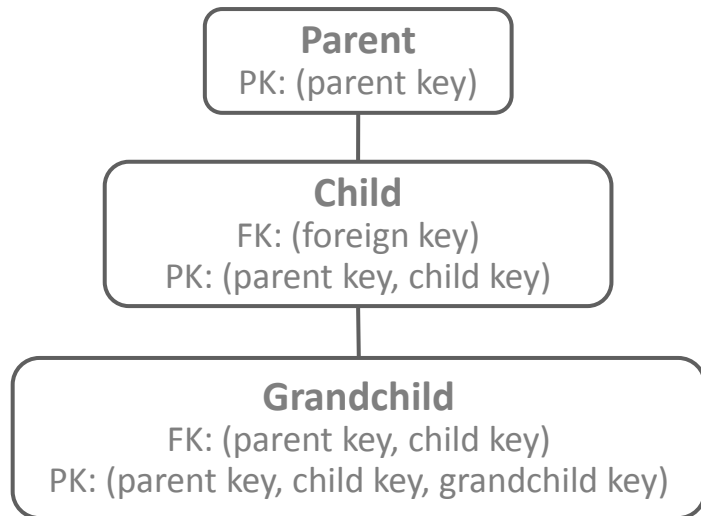 Parent
PK: (parent key)
Child
FK: (foreign key)
PK: (parent key, child key)
Grandchild
FK: (parent key, child key)
PK: (parent key, child key, grandchild key)